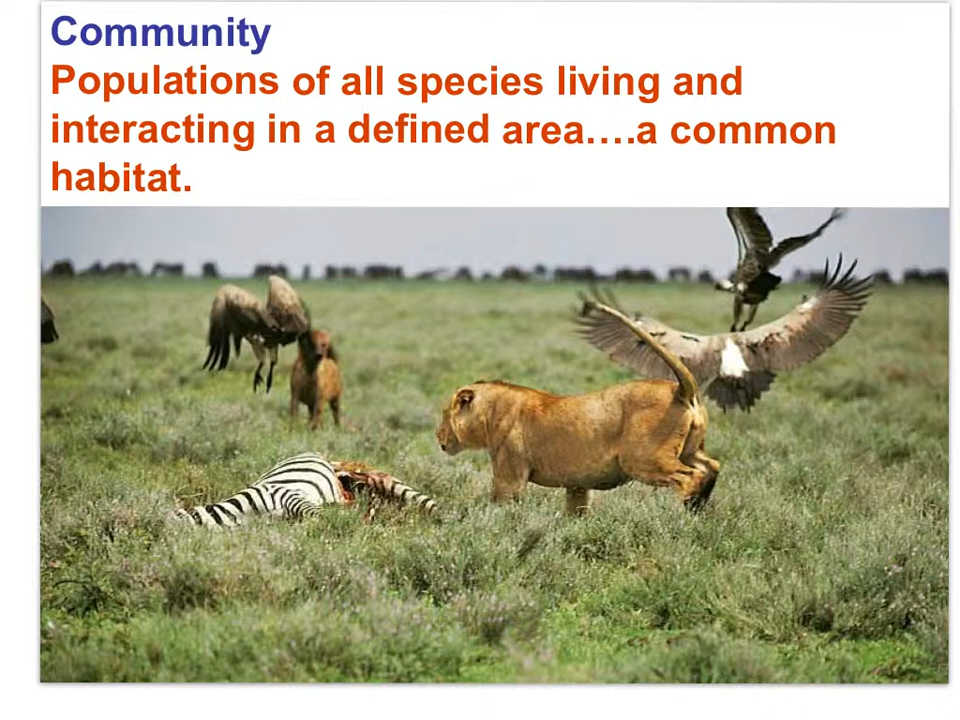 Community
Populations of all species living and
interacting in a defined area….a common
habitat.